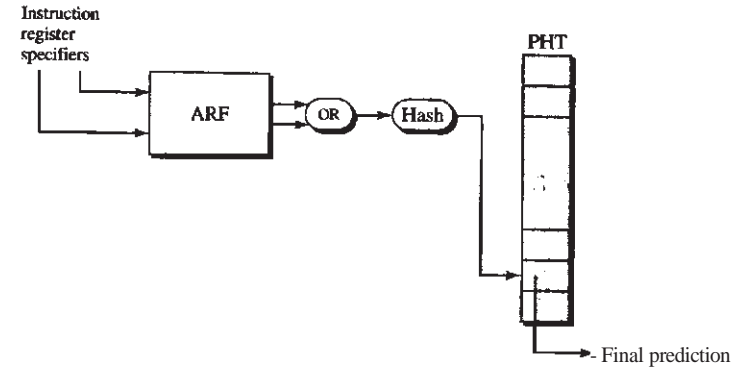 Instruction
register
specifiers
PHT
ARF
OR
Hash
- Final prediction